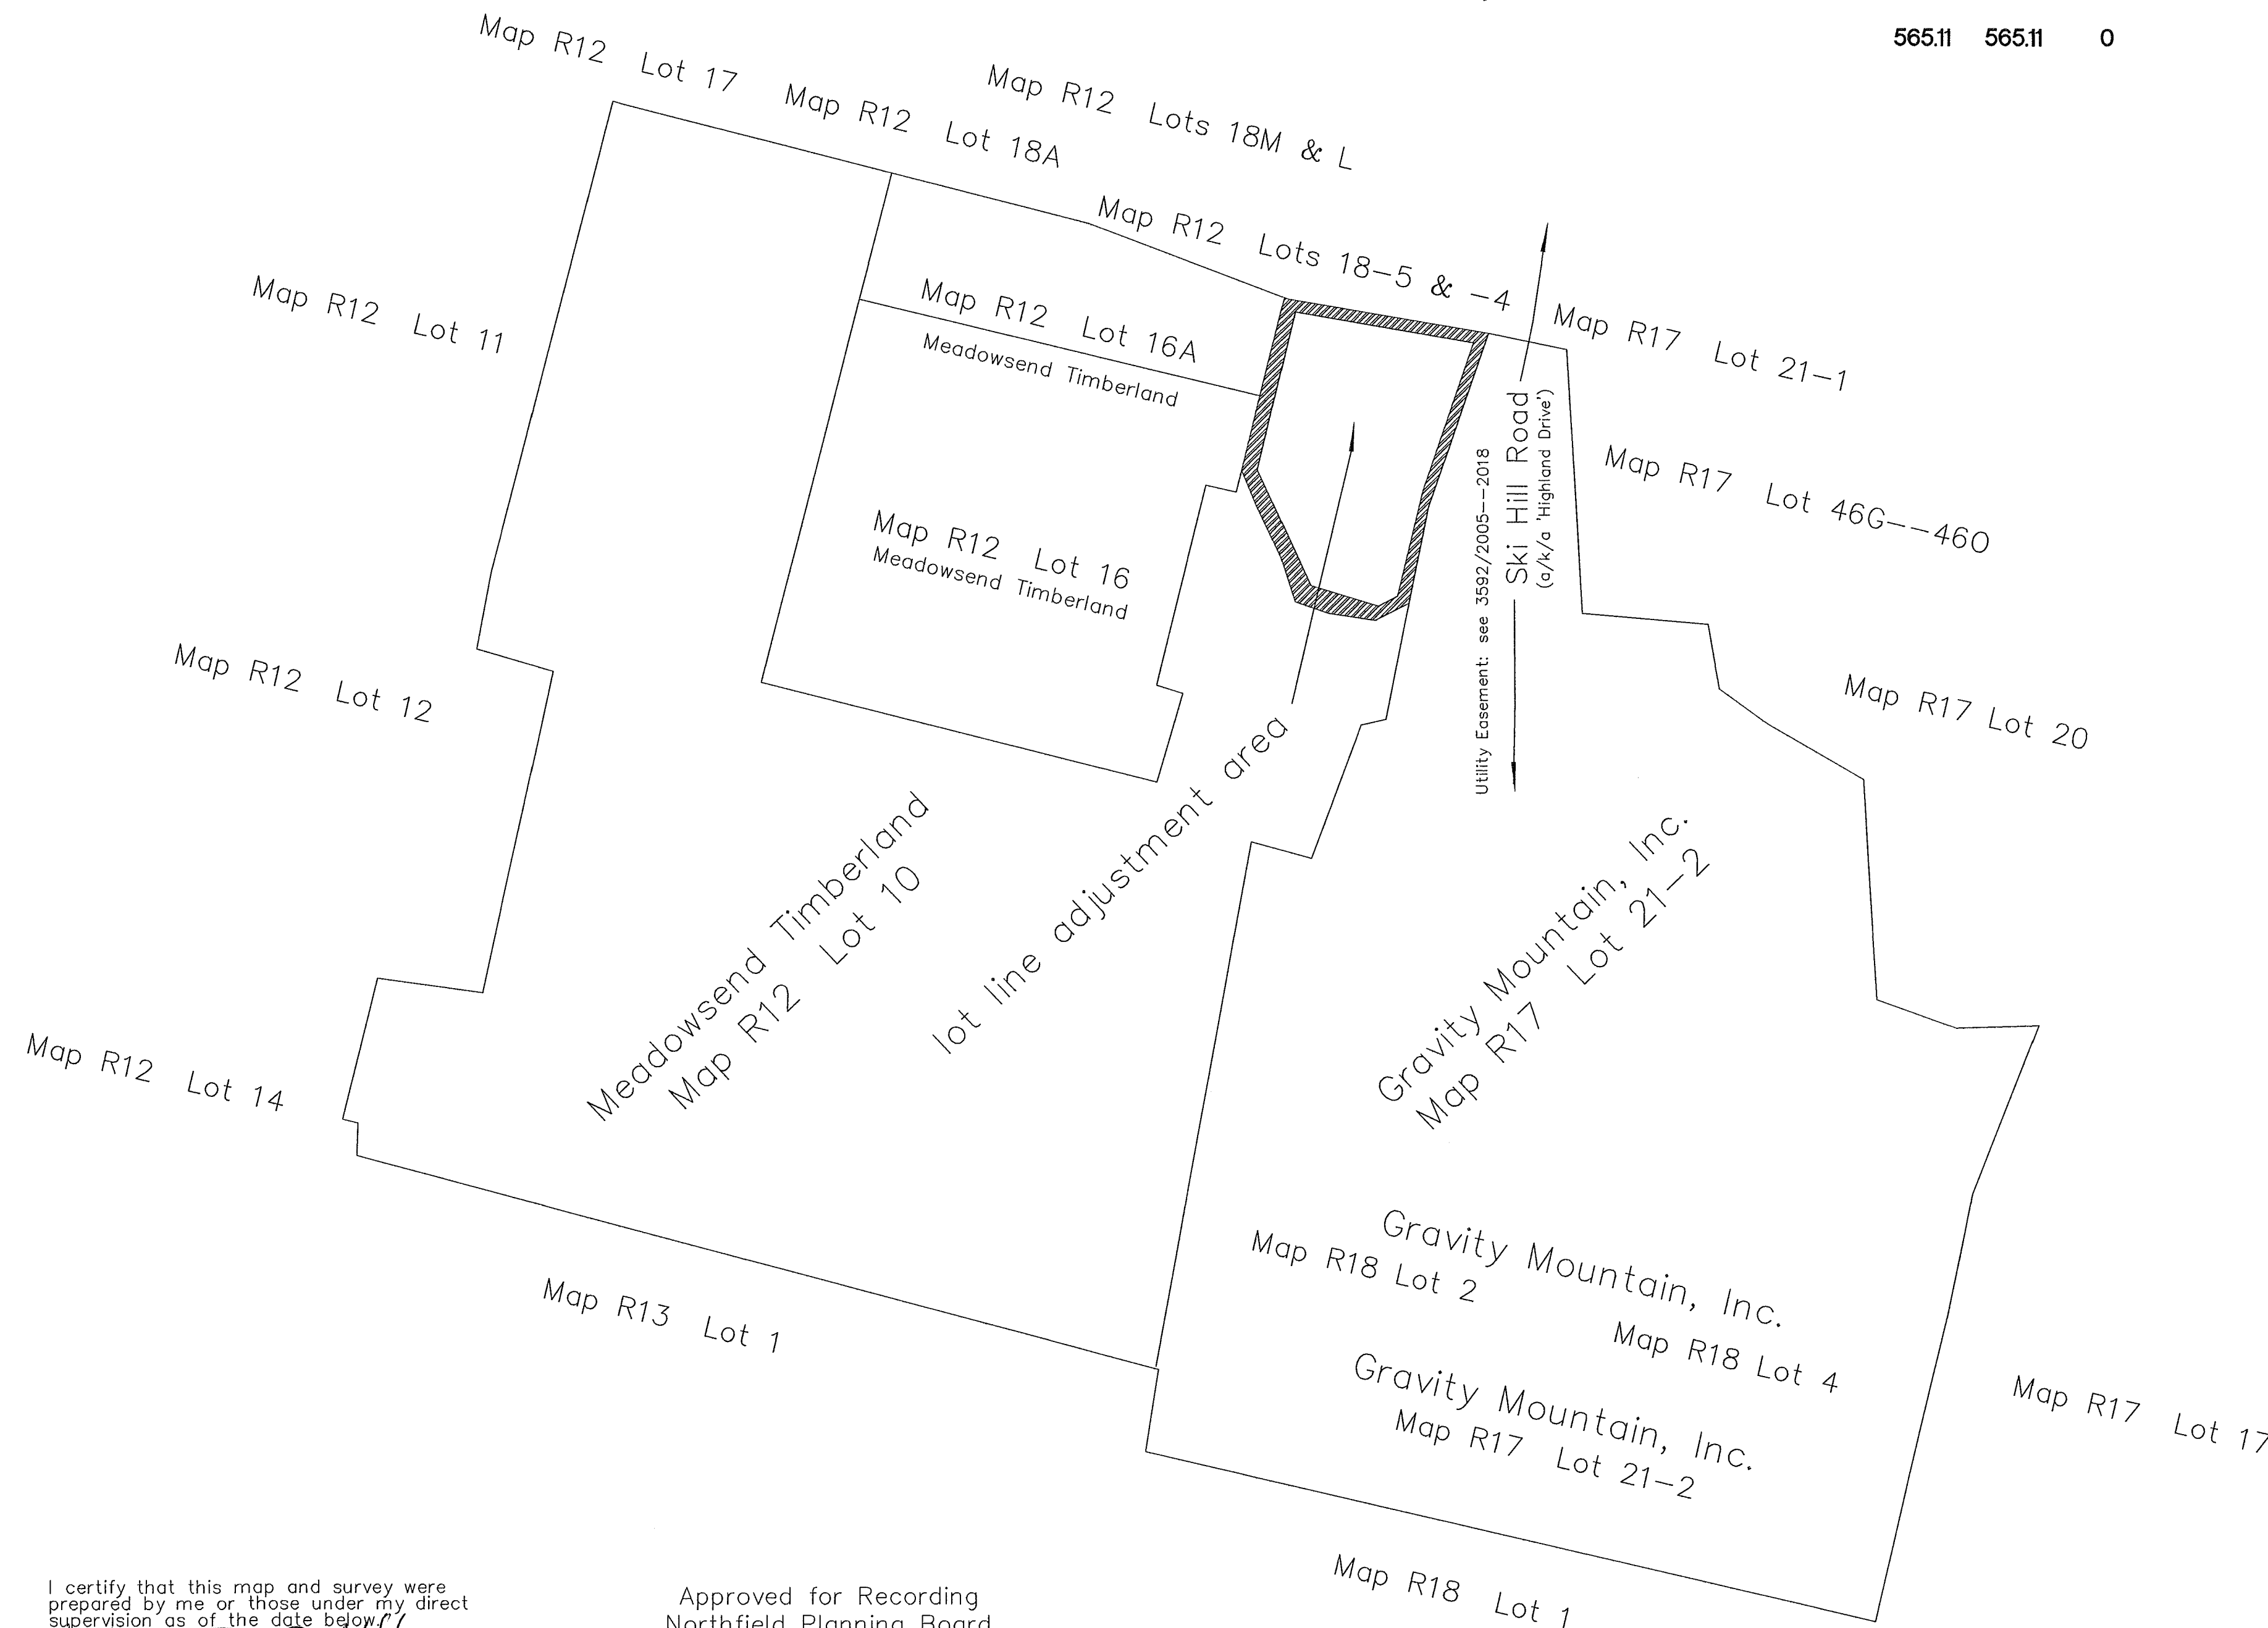 565.11 565.11 0
Map R12 Lot 17
Map R12 Lots 18M & L
Map R12 Lot 18A
Map R12 Lots 18-5 & -4
Map R17 Lot 21-1
Map R12 Lot 11
Map R12 Lot 16A
Meadowsend Timberland
Map R17 Lot 46G--46O
Utility Easement: see 3592/2005--2018
Ski Hill Road
(a/k/a 'Highland Drive')
Map R12 Lot 16
Meadowsend Timberland
Map R12 Lot 12
Map R17 Lot 20
Meadowsend Timberland
Map R12 Lot 10
lot line adjustment area
Gravity Mountain, Inc.
Map R17 Lot 21-2
Map R12 Lot 14
Gravity Mountain, Inc.
Map R18 Lot 2
Map R18 Lot 4
Map R13 Lot 1
Gravity Mountain, Inc.
Map R17 Lot 21-2
Map R17 Lot 17
Map R18 Lot 1
I certify that this map and survey were
prepared by me or those under my direct
supervision as of the date below.
Approved for Recording
Northfield Planning Board